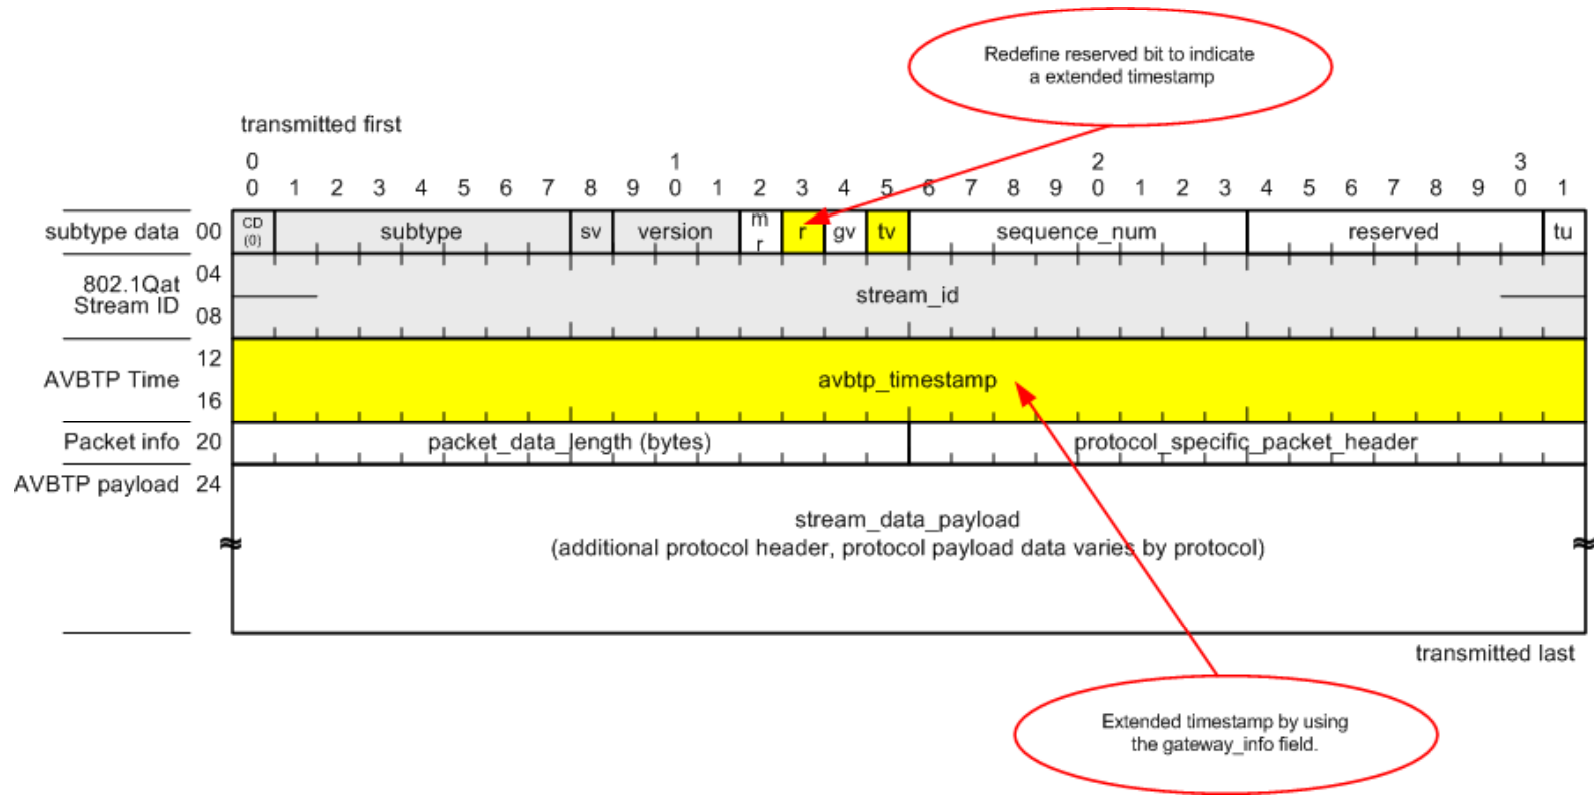 Redefine reserved bit to indicate
a extended timestamp
transmitted first
0 1 2 3
0 1 2 3 4 5 6 7 8 9 0 1 2 3 4 5 6 7 8 9 0 1 2 3 4 5 6 7 8 9 0 1
subtype data 00 CD (0) subtype sv version m r r gv tv sequence_num reserved tu
802.1Qat
Stream ID
04
08
stream_id
AVBTP Time
12
16
avbtp_timestamp
Packet info 20 packet_data_length (bytes) protocol_specific_packet_header
AVBTP payload 24
stream_data_payload
(additional protocol header, protocol payload data varies by protocol)
transmitted last
Extended timestamp by using
the gateway_info field.